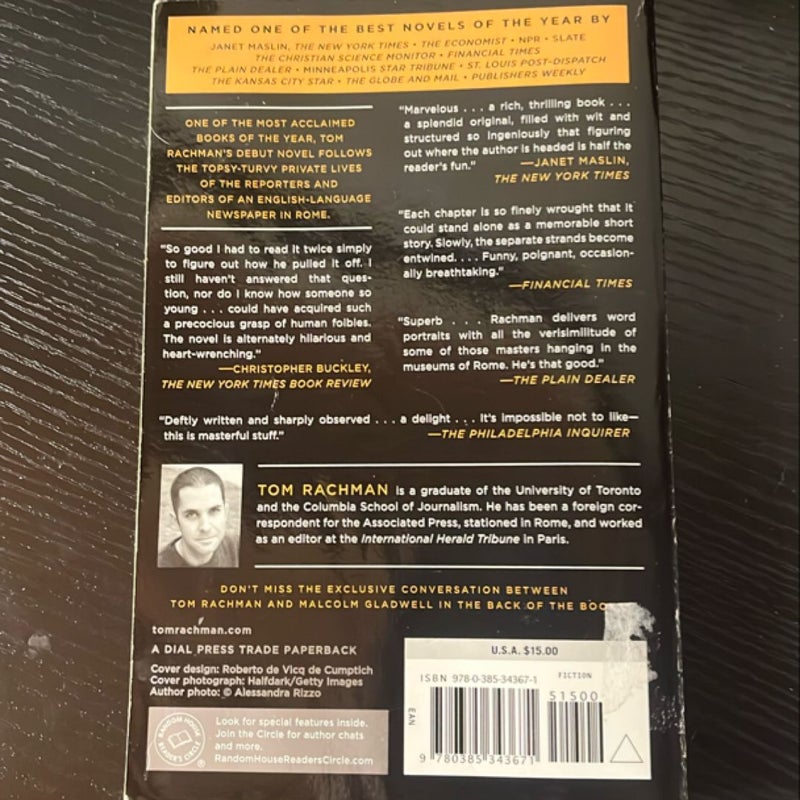 NAMED ONE OF THE BEST NOVELS OF THE YEAR BY
JANET MASLIN, THE NEW YORK TIMES • THE ECONOMIST • NPR • SLATE
THE CHRISTIAN SCIENCE MONITOR • FINANCIAL TIMES
THE PLAIN DEALER • MINNEAPOLIS STAR TRIBUNE • ST. LOUIS POST-DISPATCH
THE KANSAS CITY STAR • THE GLOBE AND MAIL • PUBLISHERS WEEKLY
ONE OF THE MOST ACCLAIMED
BOOKS OF THE YEAR, TOM
RACHMAN'S DEBUT NOVEL FOLLOWS
THE TOPSY-TURVY PRIVATE LIVES
OF THE REPORTERS AND
EDITORS OF AN ENGLISH-LANGUAGE
NEWSPAPER IN ROME.
"So good I had to read it twice simply
to figure out how he pulled it off. I
still haven't answered that ques-
tion, nor do I know how someone so
young . . . could have acquired such
a precocious grasp of human foibles.
The novel is alternately hilarious and
heart-wrenching."
—CHRISTOPHER BUCKLEY,
THE NEW YORK TIMES BOOK REVIEW
"Marvelous . . . a rich, thrilling book . . .
a splendid original, filled with wit and
structured so ingeniously that figuring
out where the author is headed is half the
reader's fun." —JANET MASLIN,
THE NEW YORK TIMES
"Each chapter is so finely wrought that it
could stand alone as a memorable short
story. Slowly, the separate strands become
entwined. . . . Funny, poignant, occasion-
ally breathtaking."
—FINANCIAL TIMES
"Superb . . . Rachman delivers word
portraits with all the verisimilitude of
some of those masters hanging in the
museums of Rome. He's that good."
—THE PLAIN DEALER
"Deftly written and sharply observed . . . a delight . . . It's impossible not to like—
this is masterful stuff." —THE PHILADELPHIA INQUIRER
TOM RACHMAN is a graduate of the University of Toronto
and the Columbia School of Journalism. He has been a foreign cor-
respondent for the Associated Press, stationed in Rome, and worked
as an editor at the International Herald Tribune in Paris.
DON'T MISS THE EXCLUSIVE CONVERSATION BETWEEN
TOM RACHMAN AND MALCOLM GLADWELL IN THE BACK OF THE BOO
tomrachman.com
A DIAL PRESS TRADE PAPERBACK
Cover design: Roberto de Vicq de Cumptich
Cover photograph: Halfdark/Getty Images
Author photo: © Alessandra Rizzo
RANDOM HOUSE
READER'S CIRCLE
®
Look for special features inside.
Join the Circle for author chats
and more.
RandomHouseReadersCircle.com
U.S.A. $15.00
ISBN 978-0-385-34367-1
FICTION
51500
EAN
9 780385 343671